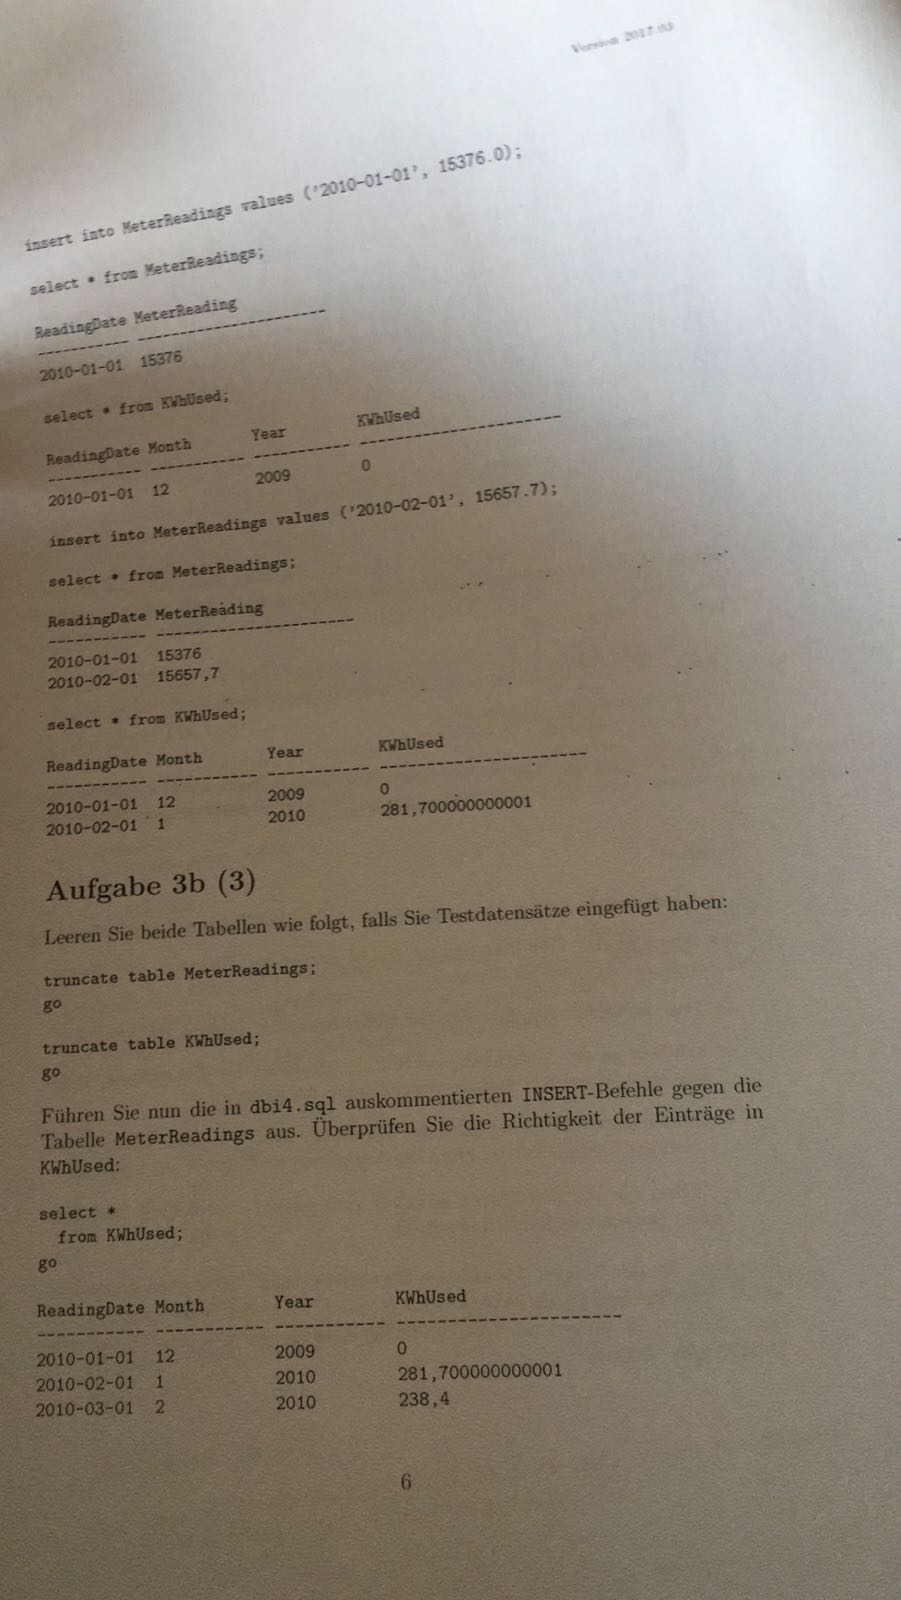 Version 2017.03
insert into MeterReadings values ('2010-01-01', 15376.0);
select * from MeterReadings;
ReadingDate MeterReading
----------- ----------------------
2010-01-01 15376
select * from KWhUsed;
ReadingDate Month Year KWhUsed
----------- ----------- ----------- ----------------------
2010-01-01 12 2009 0
insert into MeterReadings values ('2010-02-01', 15657.7);
select * from MeterReadings;
ReadingDate MeterReading
----------- ----------------------
2010-01-01 15376
2010-02-01 15657,7
select * from KWhUsed;
ReadingDate Month Year KWhUsed
----------- ----------- ----------- ----------------------
2010-01-01 12 2009 0
2010-02-01 1 2010 281,700000000001
Aufgabe 3b (3)
Leeren Sie beide Tabellen wie folgt, falls Sie Testdatensätze eingefügt haben:
truncate table MeterReadings;
go
truncate table KWhUsed;
go
Führen Sie nun die in dbi4.sql auskommentierten INSERT-Befehle gegen die
Tabelle MeterReadings aus. Überprüfen Sie die Richtigkeit der Einträge in
KWhUsed:
select *
from KWhUsed;
go
ReadingDate Month Year KWhUsed
----------- ----------- ----------- ----------------------
2010-01-01 12 2009 0
2010-02-01 1 2010 281,700000000001
2010-03-01 2 2010 238,4
6